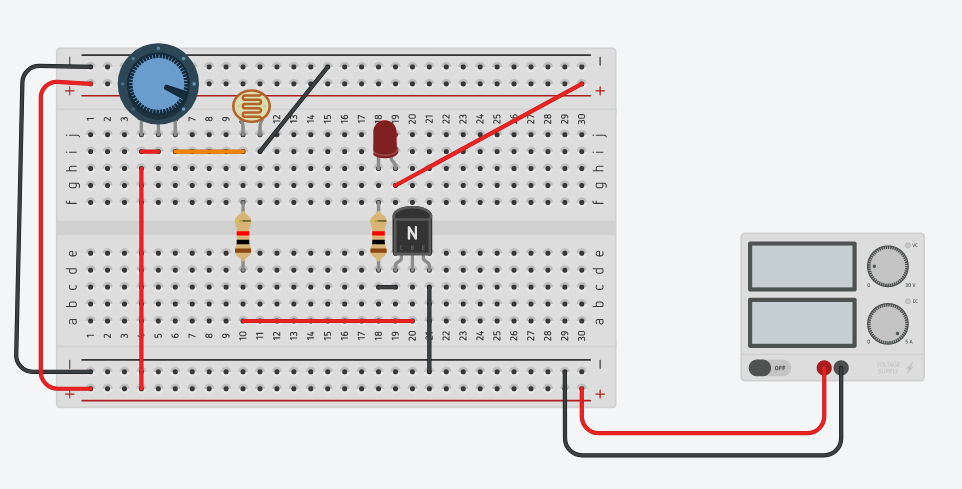 − −
+ +
1 2 3 7 8 9 10 11 12 13 14 15 16 17 18 19 20 21 22 23 24 25 26 27 28 29 30
j j
i i
h h
g g
f f
N
C B E
e e
d d
c c
b b
a a
1 2 3 4 5 6 7 8 9 10 11 12 13 14 15 16 17 18 19 20 21 22 23 24 25 26 27 28 29 30
− −
+ +
VC
0 30 V
CC
0 5 A
OFF
VOLTAGE
SUPPLY